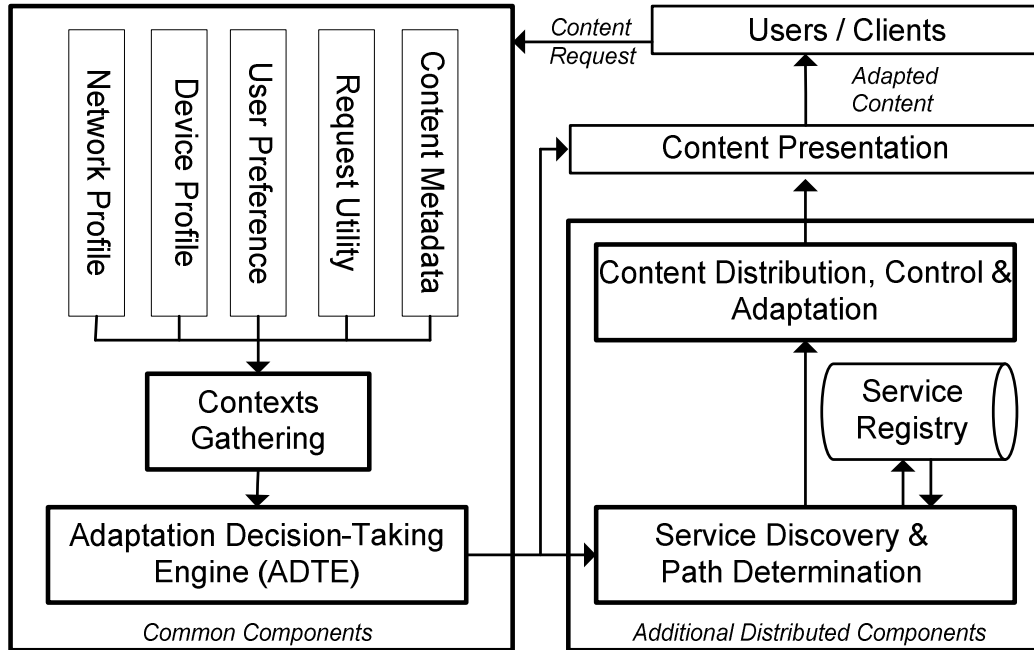 Network Profile
Device Profile
User Preference
Request Utility
Content Metadata
Contexts
Gathering
Adaptation Decision-Taking
Engine (ADTE)
Common Components
Content
Request
Users / Clients
Adapted
Content
Content Presentation
Content Distribution, Control &
Adaptation
Service
Registry
Service Discovery &
Path Determination
Additional Distributed Components